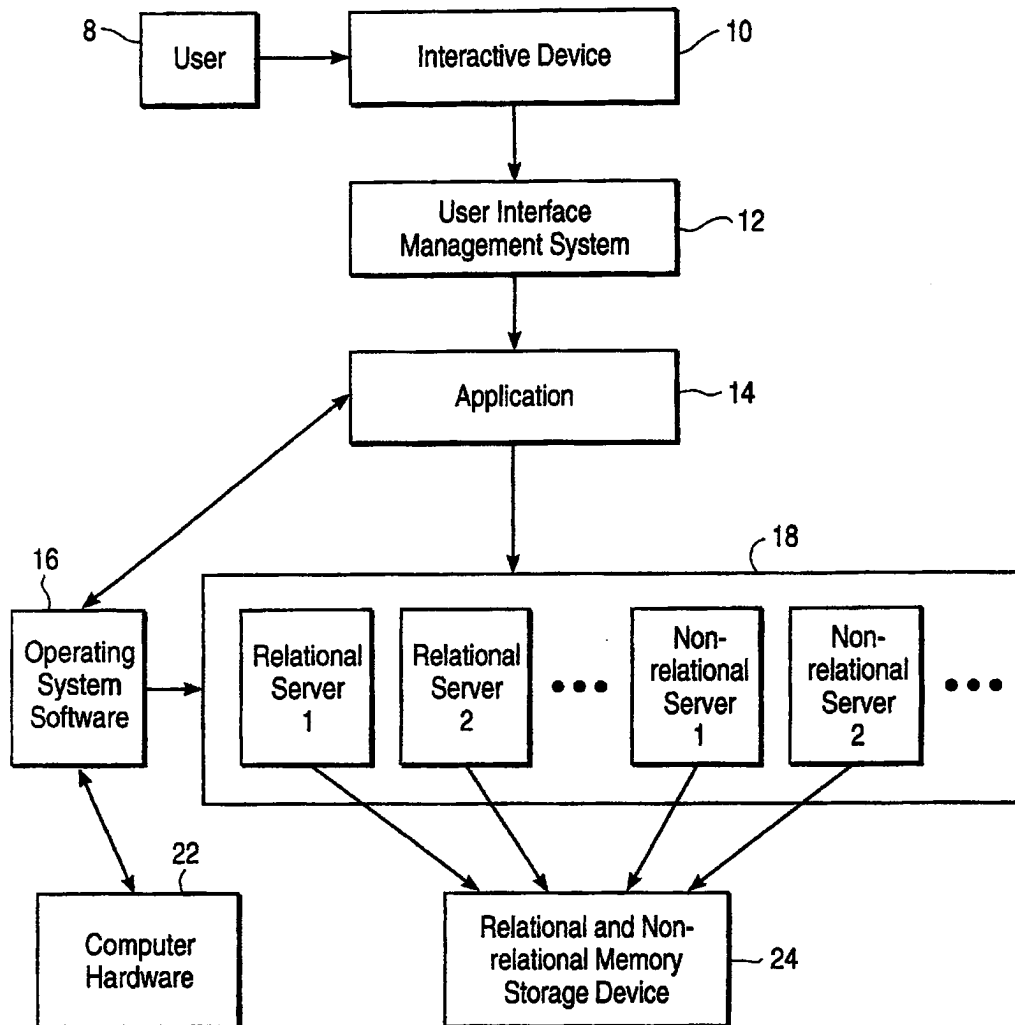 8
User
Interactive Device
10
User Interface
Management System
12
Application
14
16
18
Operating
System
Software
Relational
Server
1
Relational
Server
2
Non-
relational
Server
1
Non-
relational
Server
2
22
Computer
Hardware
Relational and Non-
relational Memory
Storage Device
24